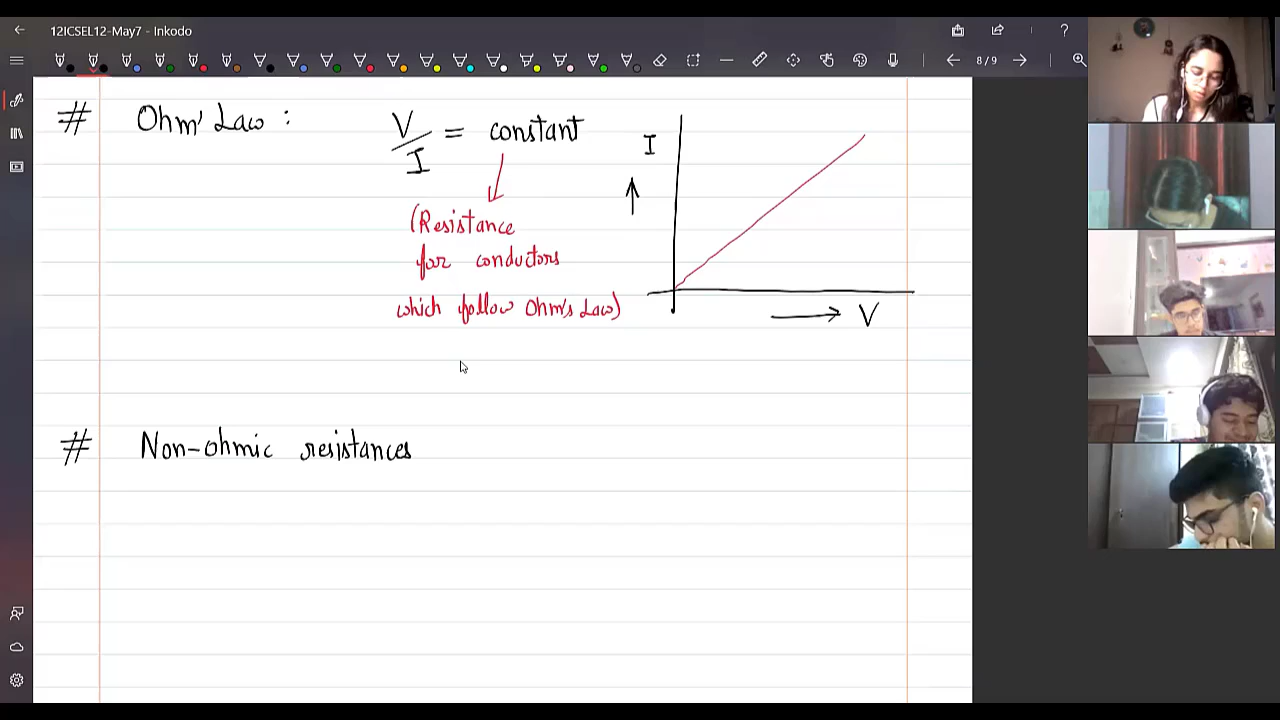 12ICSEL12-May7 - Inkodo
8/9
# Ohm' Law :
V/I = constant
(Resistance
for conductors
which follow Ohm's Law)
I
V
# Non-ohmic resistances